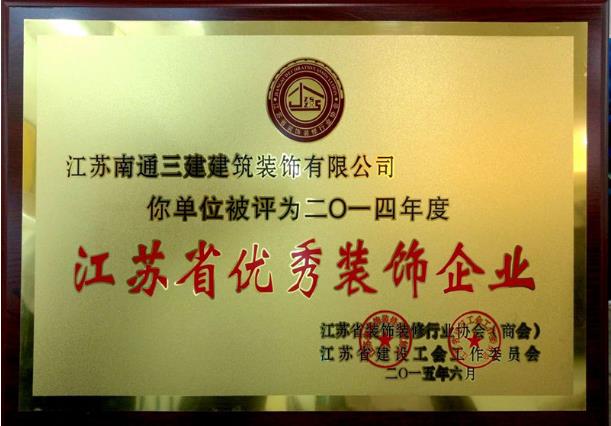 江苏南通三建建筑装饰有限公司
你单位被评为二〇一四年度
江苏省优秀装饰企业
江苏省装饰装修行业协会（商会）
江苏省建设工会工作委员会
二〇一五年六月